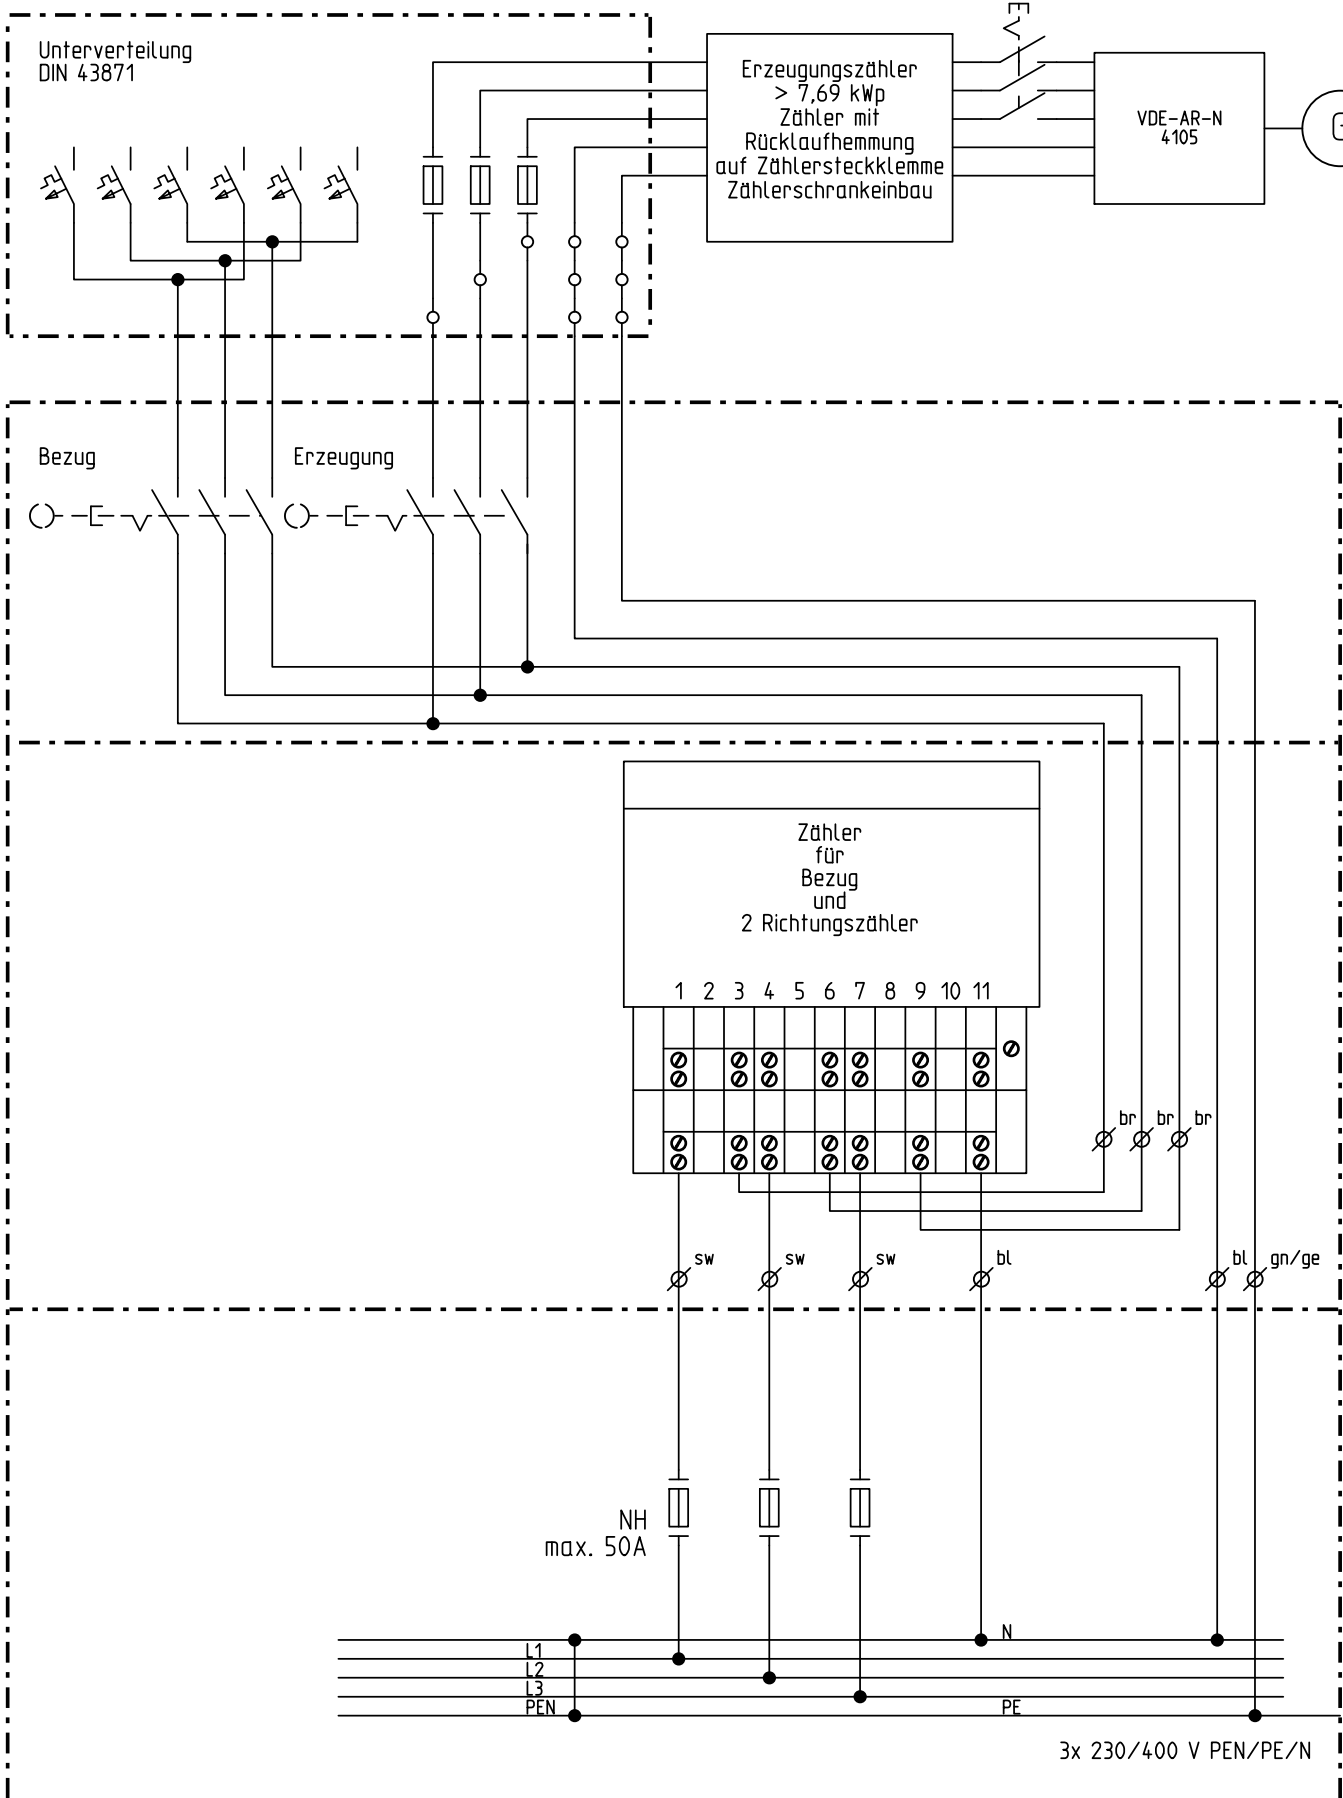 Unterverteilung
DIN 43871
Erzeugungszähler
> 7,69 kWp
Zähler mit
Rücklaufhemmung
auf Zählersteckklemme
Zählerschrankeinbau
VDE-AR-N
4105
G
Bezug
Erzeugung
Zähler
für
Bezug
und
2 Richtungszähler
1 2 3 4 5 6 7 8 9 10 11
br br br
sw sw sw bl bl gn/ge
NH
max. 50A
N
L1
L2
L3
PEN PE
3x 230/400 V PEN/PE/N